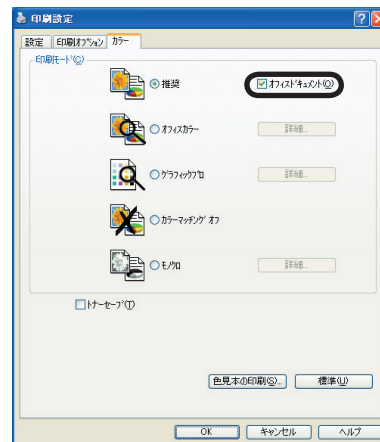 印刷設定
設定 印刷オプション カラー
印刷モード(C)
推奨 オフィスドキュメント(O)
オフィスカラー 詳細...
グラフィックプロ 詳細...
カラーマッチング オフ
モノクロ 詳細...
トナーセーブ(T)
色見本の印刷(S)... 標準(U)
OK キャンセル ヘルプ